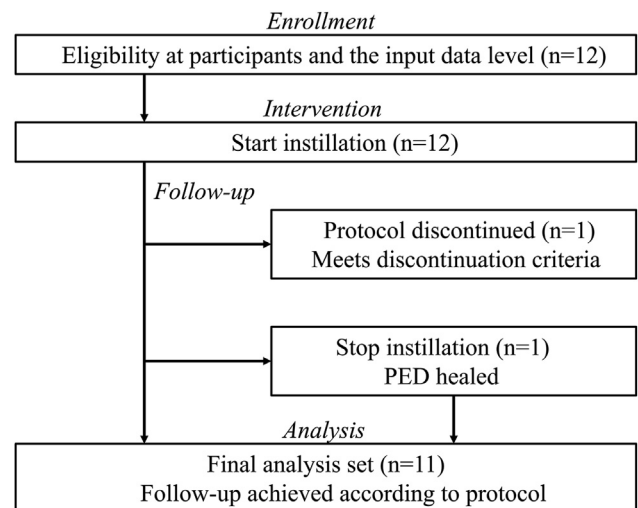 Enrollment
Eligibility at participants and the input data level (n=12)
Intervention
Start instillation (n=12)
Follow-up
Protocol discontinued (n=1)
Meets discontinuation criteria
Stop instillation (n=1)
PED healed
Analysis
Final analysis set (n=11)
Follow-up achieved according to protocol